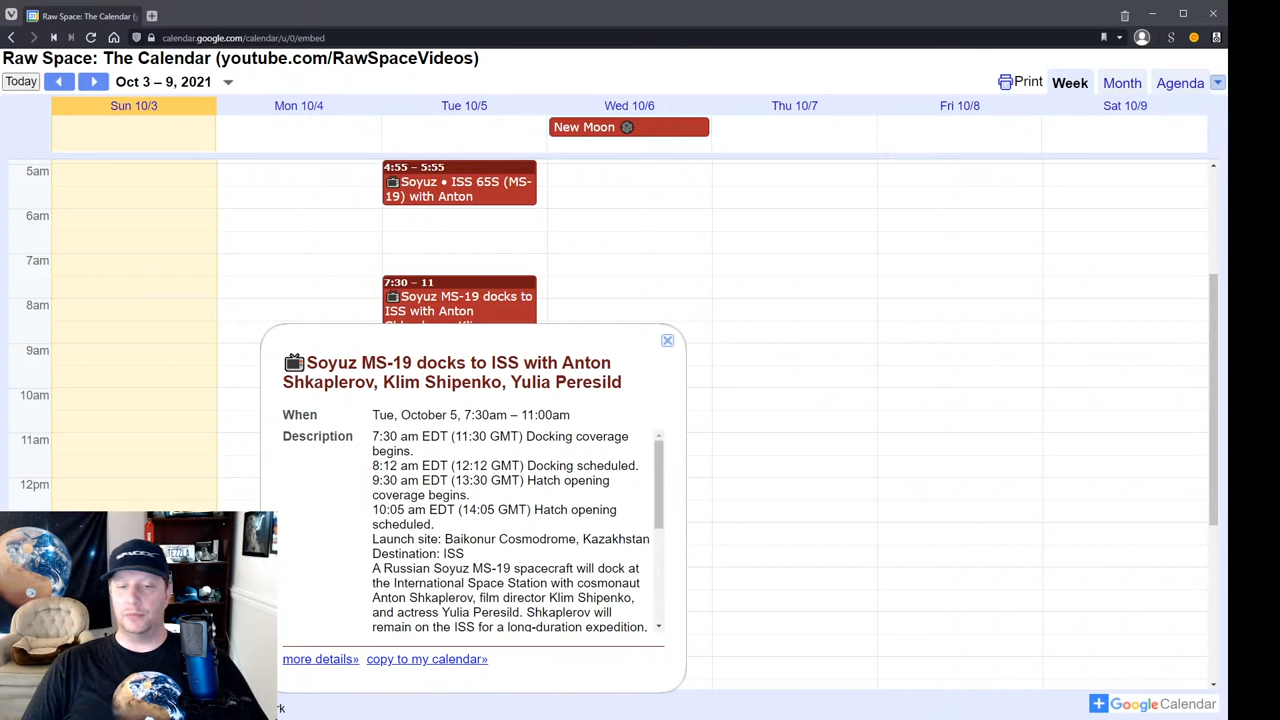 Raw Space: The Calendar (
calendar.google.com/calendar/u/0/embed
Raw Space: The Calendar (youtube.com/RawSpaceVideos)
Today
Oct 3 – 9, 2021
Print
Week
Month
Agenda
Sun 10/3
Mon 10/4
Tue 10/5
Wed 10/6
Thu 10/7
Fri 10/8
Sat 10/9
New Moon
5am
6am
7am
8am
9am
10am
11am
12pm
4:55 – 5:55
Soyuz • ISS 65S (MS-
19) with Anton
7:30 – 11
Soyuz MS-19 docks to
ISS with Anton
Soyuz MS-19 docks to ISS with Anton
Shkaplerov, Klim Shipenko, Yulia Peresild
When
Tue, October 5, 7:30am – 11:00am
Description
7:30 am EDT (11:30 GMT) Docking coverage
begins.
8:12 am EDT (12:12 GMT) Docking scheduled.
9:30 am EDT (13:30 GMT) Hatch opening
coverage begins.
10:05 am EDT (14:05 GMT) Hatch opening
scheduled.
Launch site: Baikonur Cosmodrome, Kazakhstan
Destination: ISS
A Russian Soyuz MS-19 spacecraft will dock at
the International Space Station with cosmonaut
Anton Shkaplerov, film director Klim Shipenko,
and actress Yulia Peresild. Shkaplerov will
remain on the ISS for a long-duration expedition,
more details»
copy to my calendar»
Google Calendar